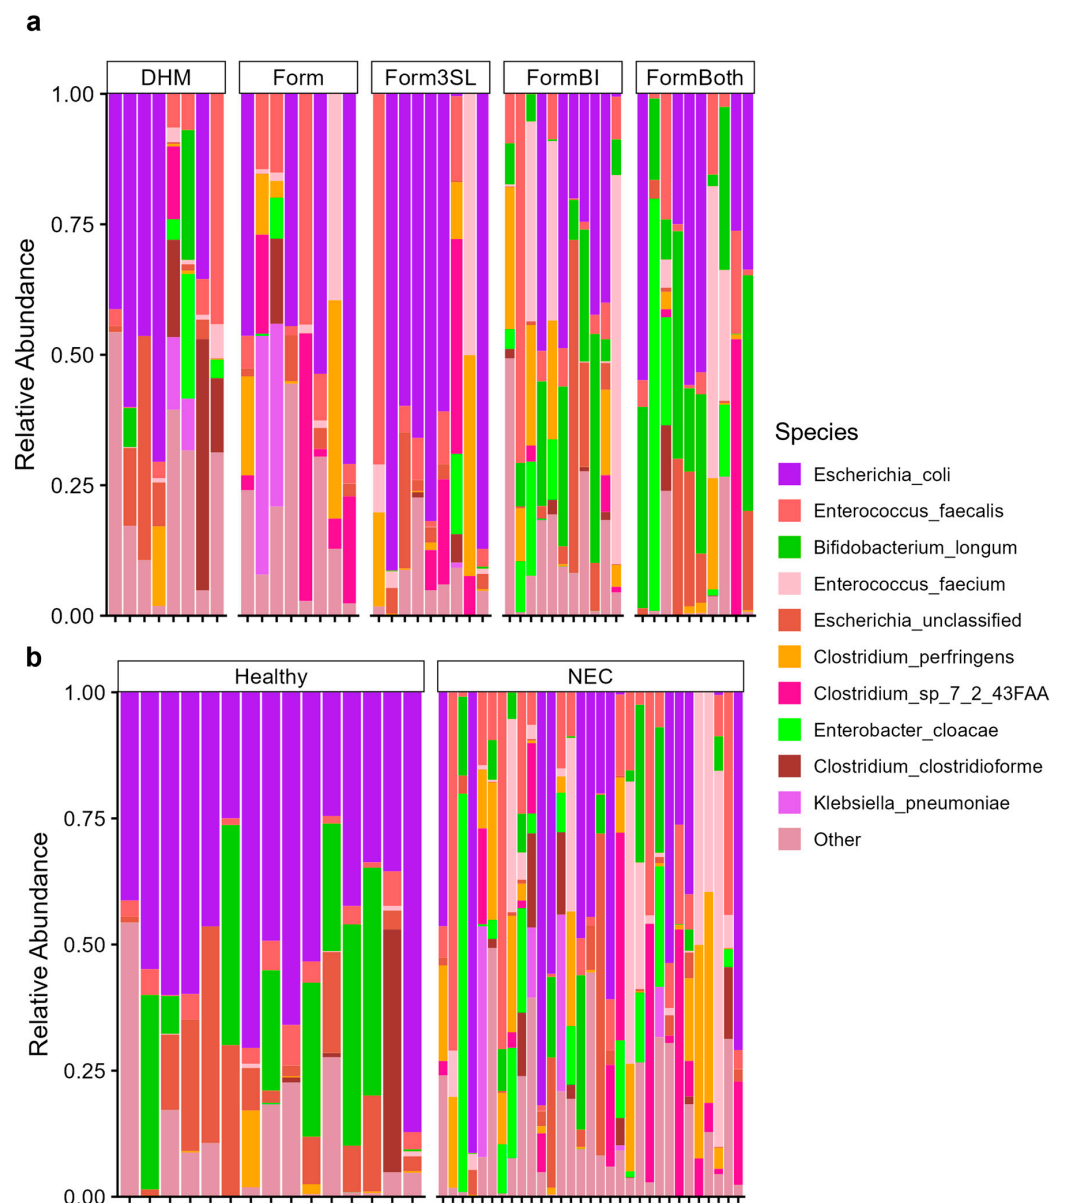 a
DHM Form Form3SL FormBI FormBoth
1.00
0.75
0.50
0.25
0.00
Relative Abundance
b
Healthy NEC
1.00
0.75
0.50
0.25
0.00
Relative Abundance
Species
Escherichia_coli
Enterococcus_faecalis
Bifidobacterium_longum
Enterococcus_faecium
Escherichia_unclassified
Clostridium_perfringens
Clostridium_sp_7_2_43FAA
Enterobacter_cloacae
Clostridium_clostridioforme
Klebsiella_pneumoniae
Other